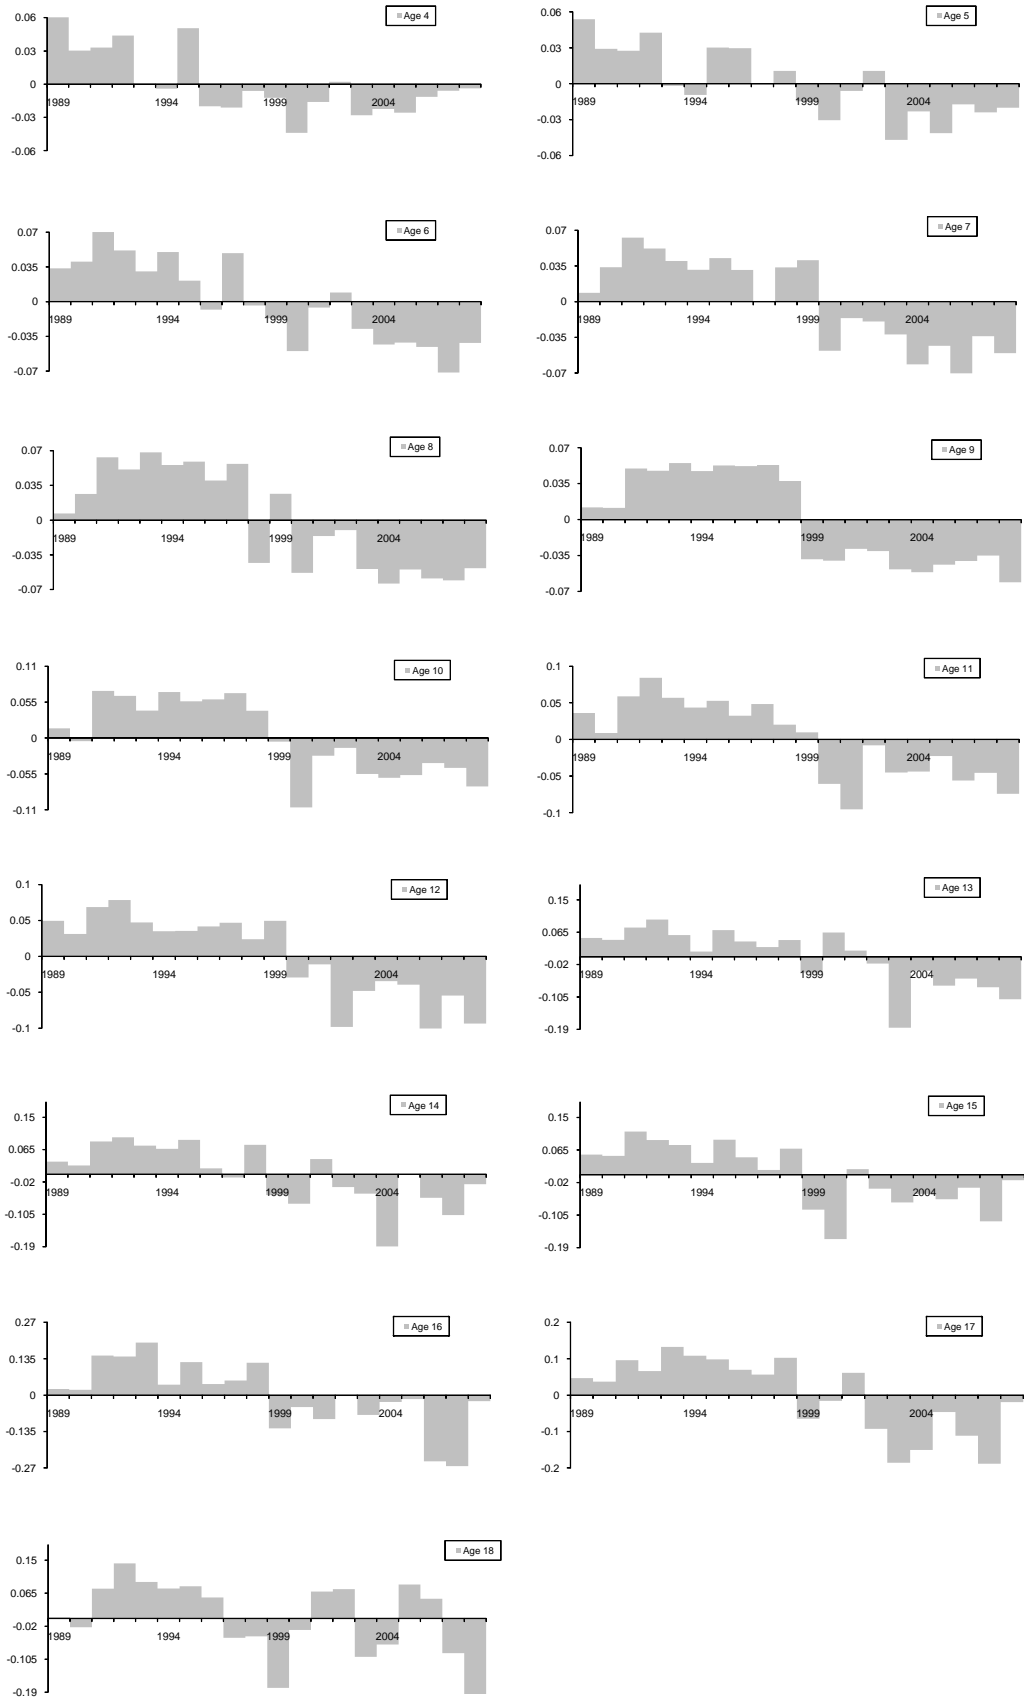 Age 4
0.06
0.03
0
1989 1994 1999 2004
-0.03
-0.06
Age 5
0.06
0.03
0
1989 1994 1999 2004
-0.03
-0.06
Age 6
0.07
0.035
0
1989 1994 1999 2004
-0.035
-0.07
Age 7
0.07
0.035
0
1989 1994 1999 2004
-0.035
-0.07
Age 8
0.07
0.035
0
1989 1994 1999 2004
-0.035
-0.07
Age 9
0.07
0.035
0
1989 1994 1999 2004
-0.035
-0.07
Age 10
0.11
0.055
0
1989 1994 1999 2004
-0.055
-0.11
Age 11
0.1
0.05
0
1989 1994 1999 2004
-0.05
-0.1
Age 12
0.1
0.05
0
1989 1994 1999 2004
-0.05
-0.1
Age 13
0.15
0.065
-0.02
1989 1994 1999 2004
-0.105
-0.19
Age 14
0.15
0.065
-0.02
1989 1994 1999 2004
-0.105
-0.19
Age 15
0.15
0.065
-0.02
1989 1994 1999 2004
-0.105
-0.19
Age 16
0.27
0.135
0
1989 1994 1999 2004
-0.135
-0.27
Age 17
0.2
0.1
0
1989 1994 1999 2004
-0.1
-0.2
Age 18
0.15
0.065
-0.02
1989 1994 1999 2004
-0.105
-0.19